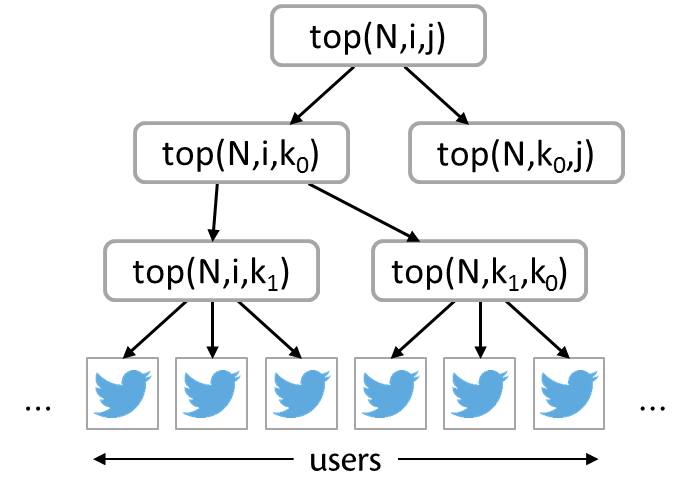 top(N,i,j)
top(N,i,k₀) top(N,k₀,j)
top(N,i,k₁) top(N,k₁,k₀)
... ...
users